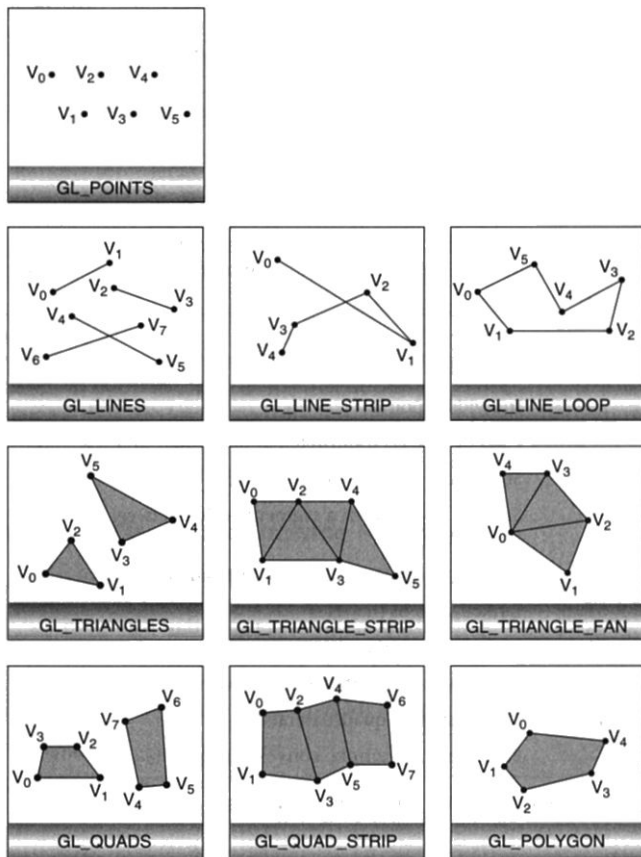 V0 V2 V4
V1 V3 V5
GL_POINTS
V1
V0 V2 V3
V4 V7
V6 V5
GL_LINES
V0
V2
V3
V4 V1
GL_LINE_STRIP
V5 V3
V0 V4
V1 V2
GL_LINE_LOOP
V5
V2 V4
V0 V3
V1
GL_TRIANGLES
V0 V2 V4
V1 V3 V5
GL_TRIANGLE_STRIP
V4 V3
V0 V2
V1
GL_TRIANGLE_FAN
V7 V6
V3 V2
V0 V1 V4 V5
GL_QUADS
V0 V2 V4 V6
V1 V3 V5 V7
GL_QUAD_STRIP
V0 V4
V1 V3
V2
GL_POLYGON